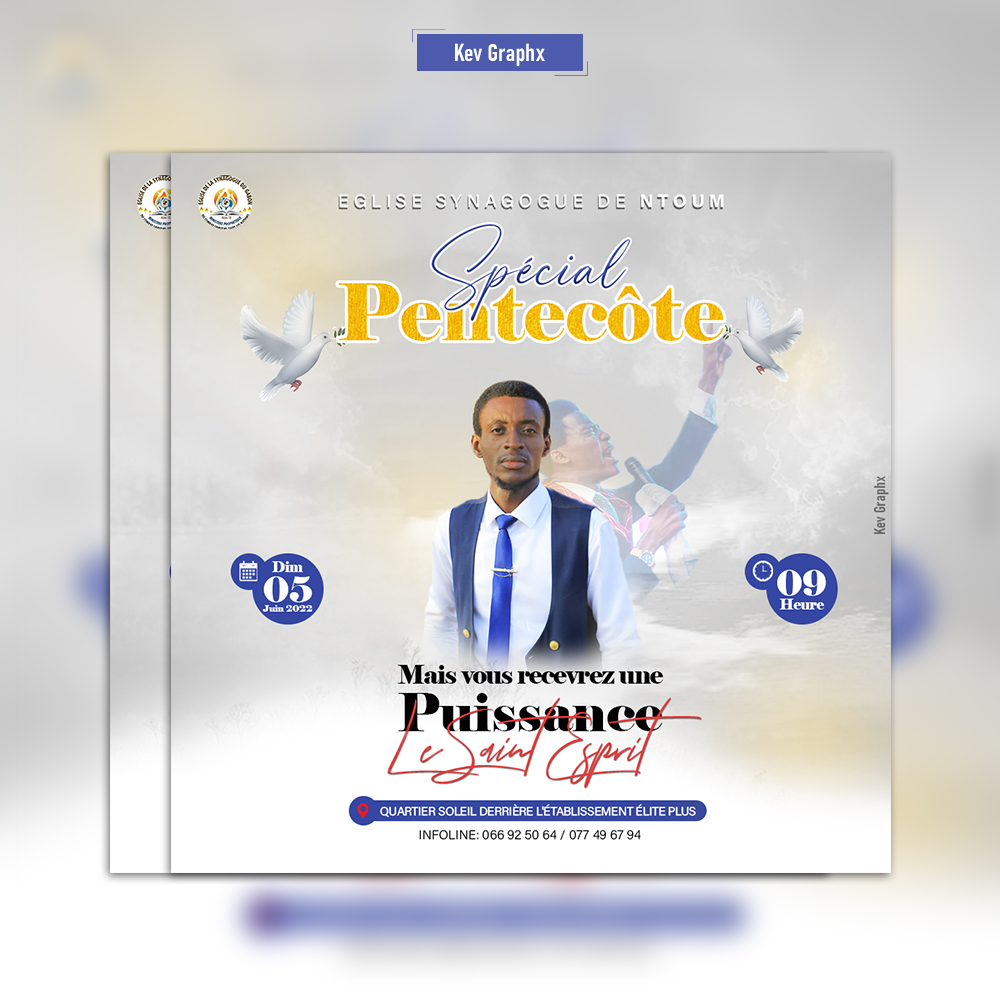 Kev Graphx
EGLISE SYNAGOGUE DE NTOUM
Spécial
Pentecôte
Dim
05
Juin 2022
09
Heure
Kev Graphx
Mais vous recevrez une
Puissance
Le Saint Esprit
QUARTIER SOLEIL DERRIÈRE L'ÉTABLISSEMENT ÉLITE PLUS
INFOLINE: 066 92 50 64 / 077 49 67 94